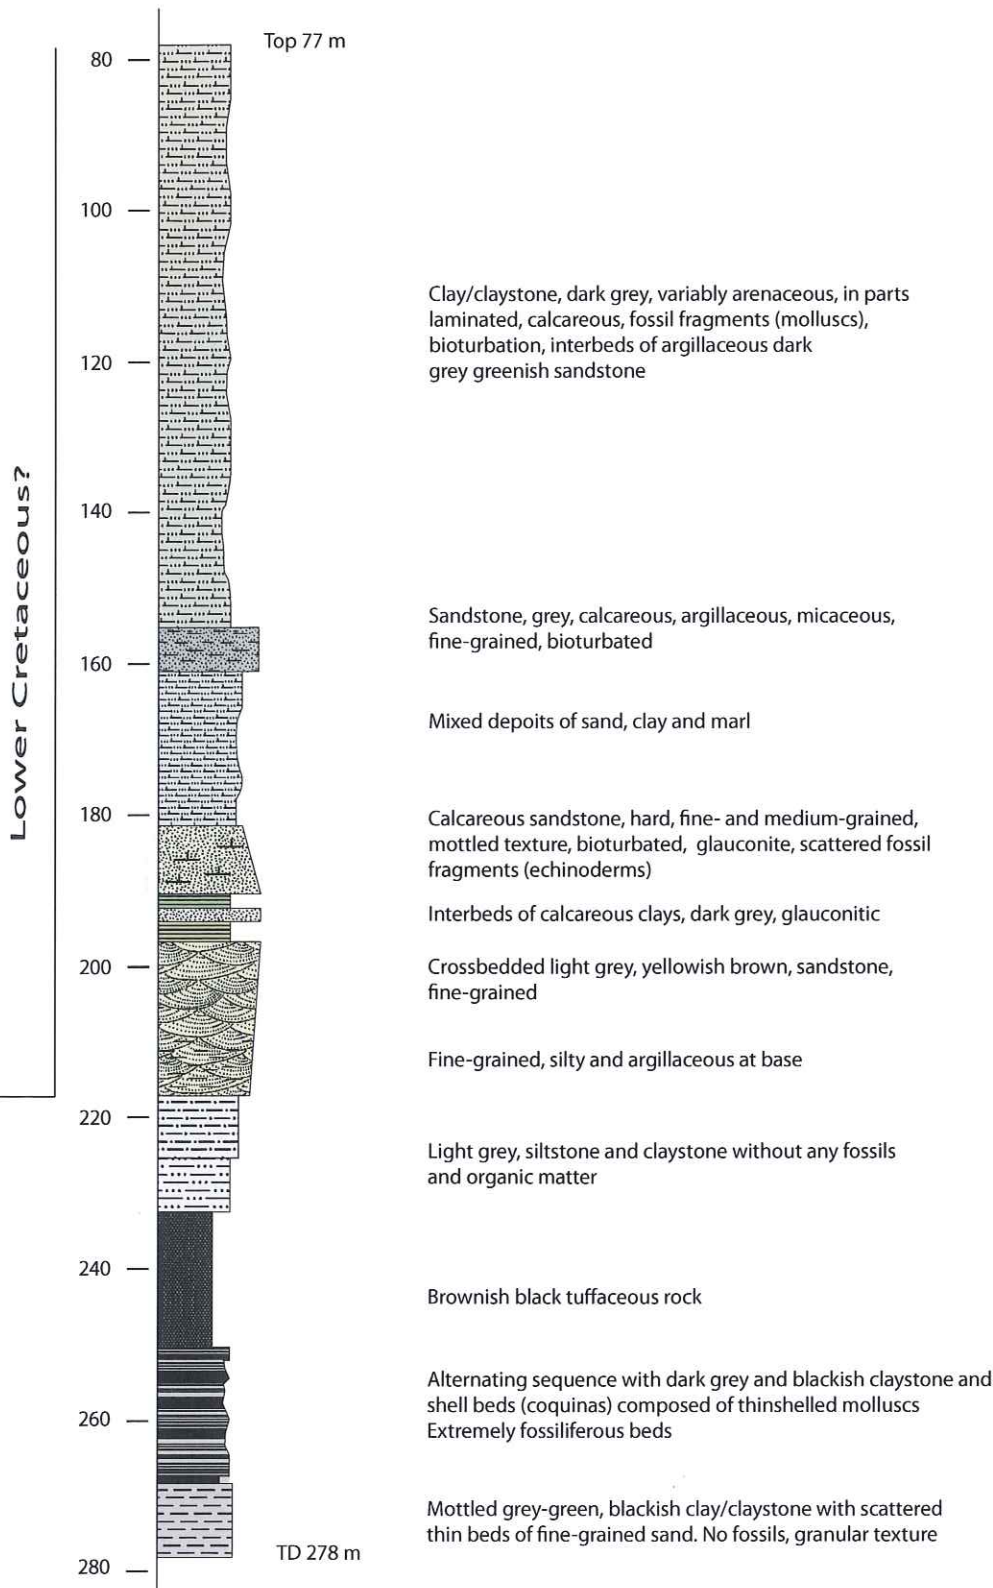 Top 77 m
80
100
Clay/claystone, dark grey, variably arenaceous, in parts
laminated, calcareous, fossil fragments (molluscs),
bioturbation, interbeds of argillaceous dark
grey greenish sandstone
120
140
Lower Cretaceous?
Sandstone, grey, calcareous, argillaceous, micaceous,
fine-grained, bioturbated
160
Mixed depoits of sand, clay and marl
180
Calcareous sandstone, hard, fine- and medium-grained,
mottled texture, bioturbated, glauconite, scattered fossil
fragments (echinoderms)
Interbeds of calcareous clays, dark grey, glauconitic
200
Crossbedded light grey, yellowish brown, sandstone,
fine-grained
Fine-grained, silty and argillaceous at base
220
Light grey, siltstone and claystone without any fossils
and organic matter
240
Brownish black tuffaceous rock
Alternating sequence with dark grey and blackish claystone and
shell beds (coquinas) composed of thinshelled molluscs
Extremely fossiliferous beds
260
Mottled grey-green, blackish clay/claystone with scattered
thin beds of fine-grained sand. No fossils, granular texture
TD 278 m
280